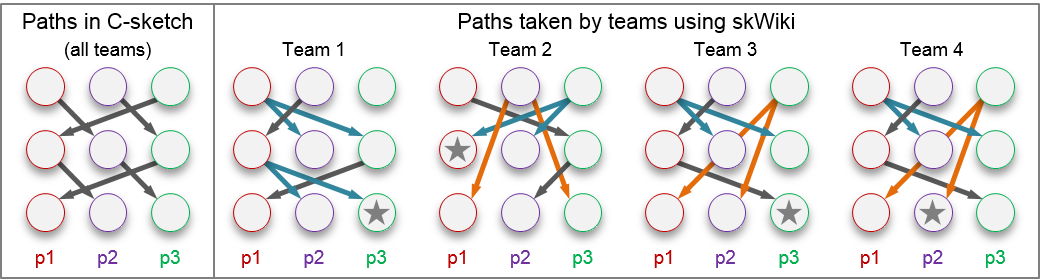 Paths in C-sketch
(all teams)
p1 p2 p3
Paths taken by teams using skWiki
Team 1 Team 2 Team 3 Team 4
p1 p2 p3 p1 p2 p3 p1 p2 p3 p1 p2 p3